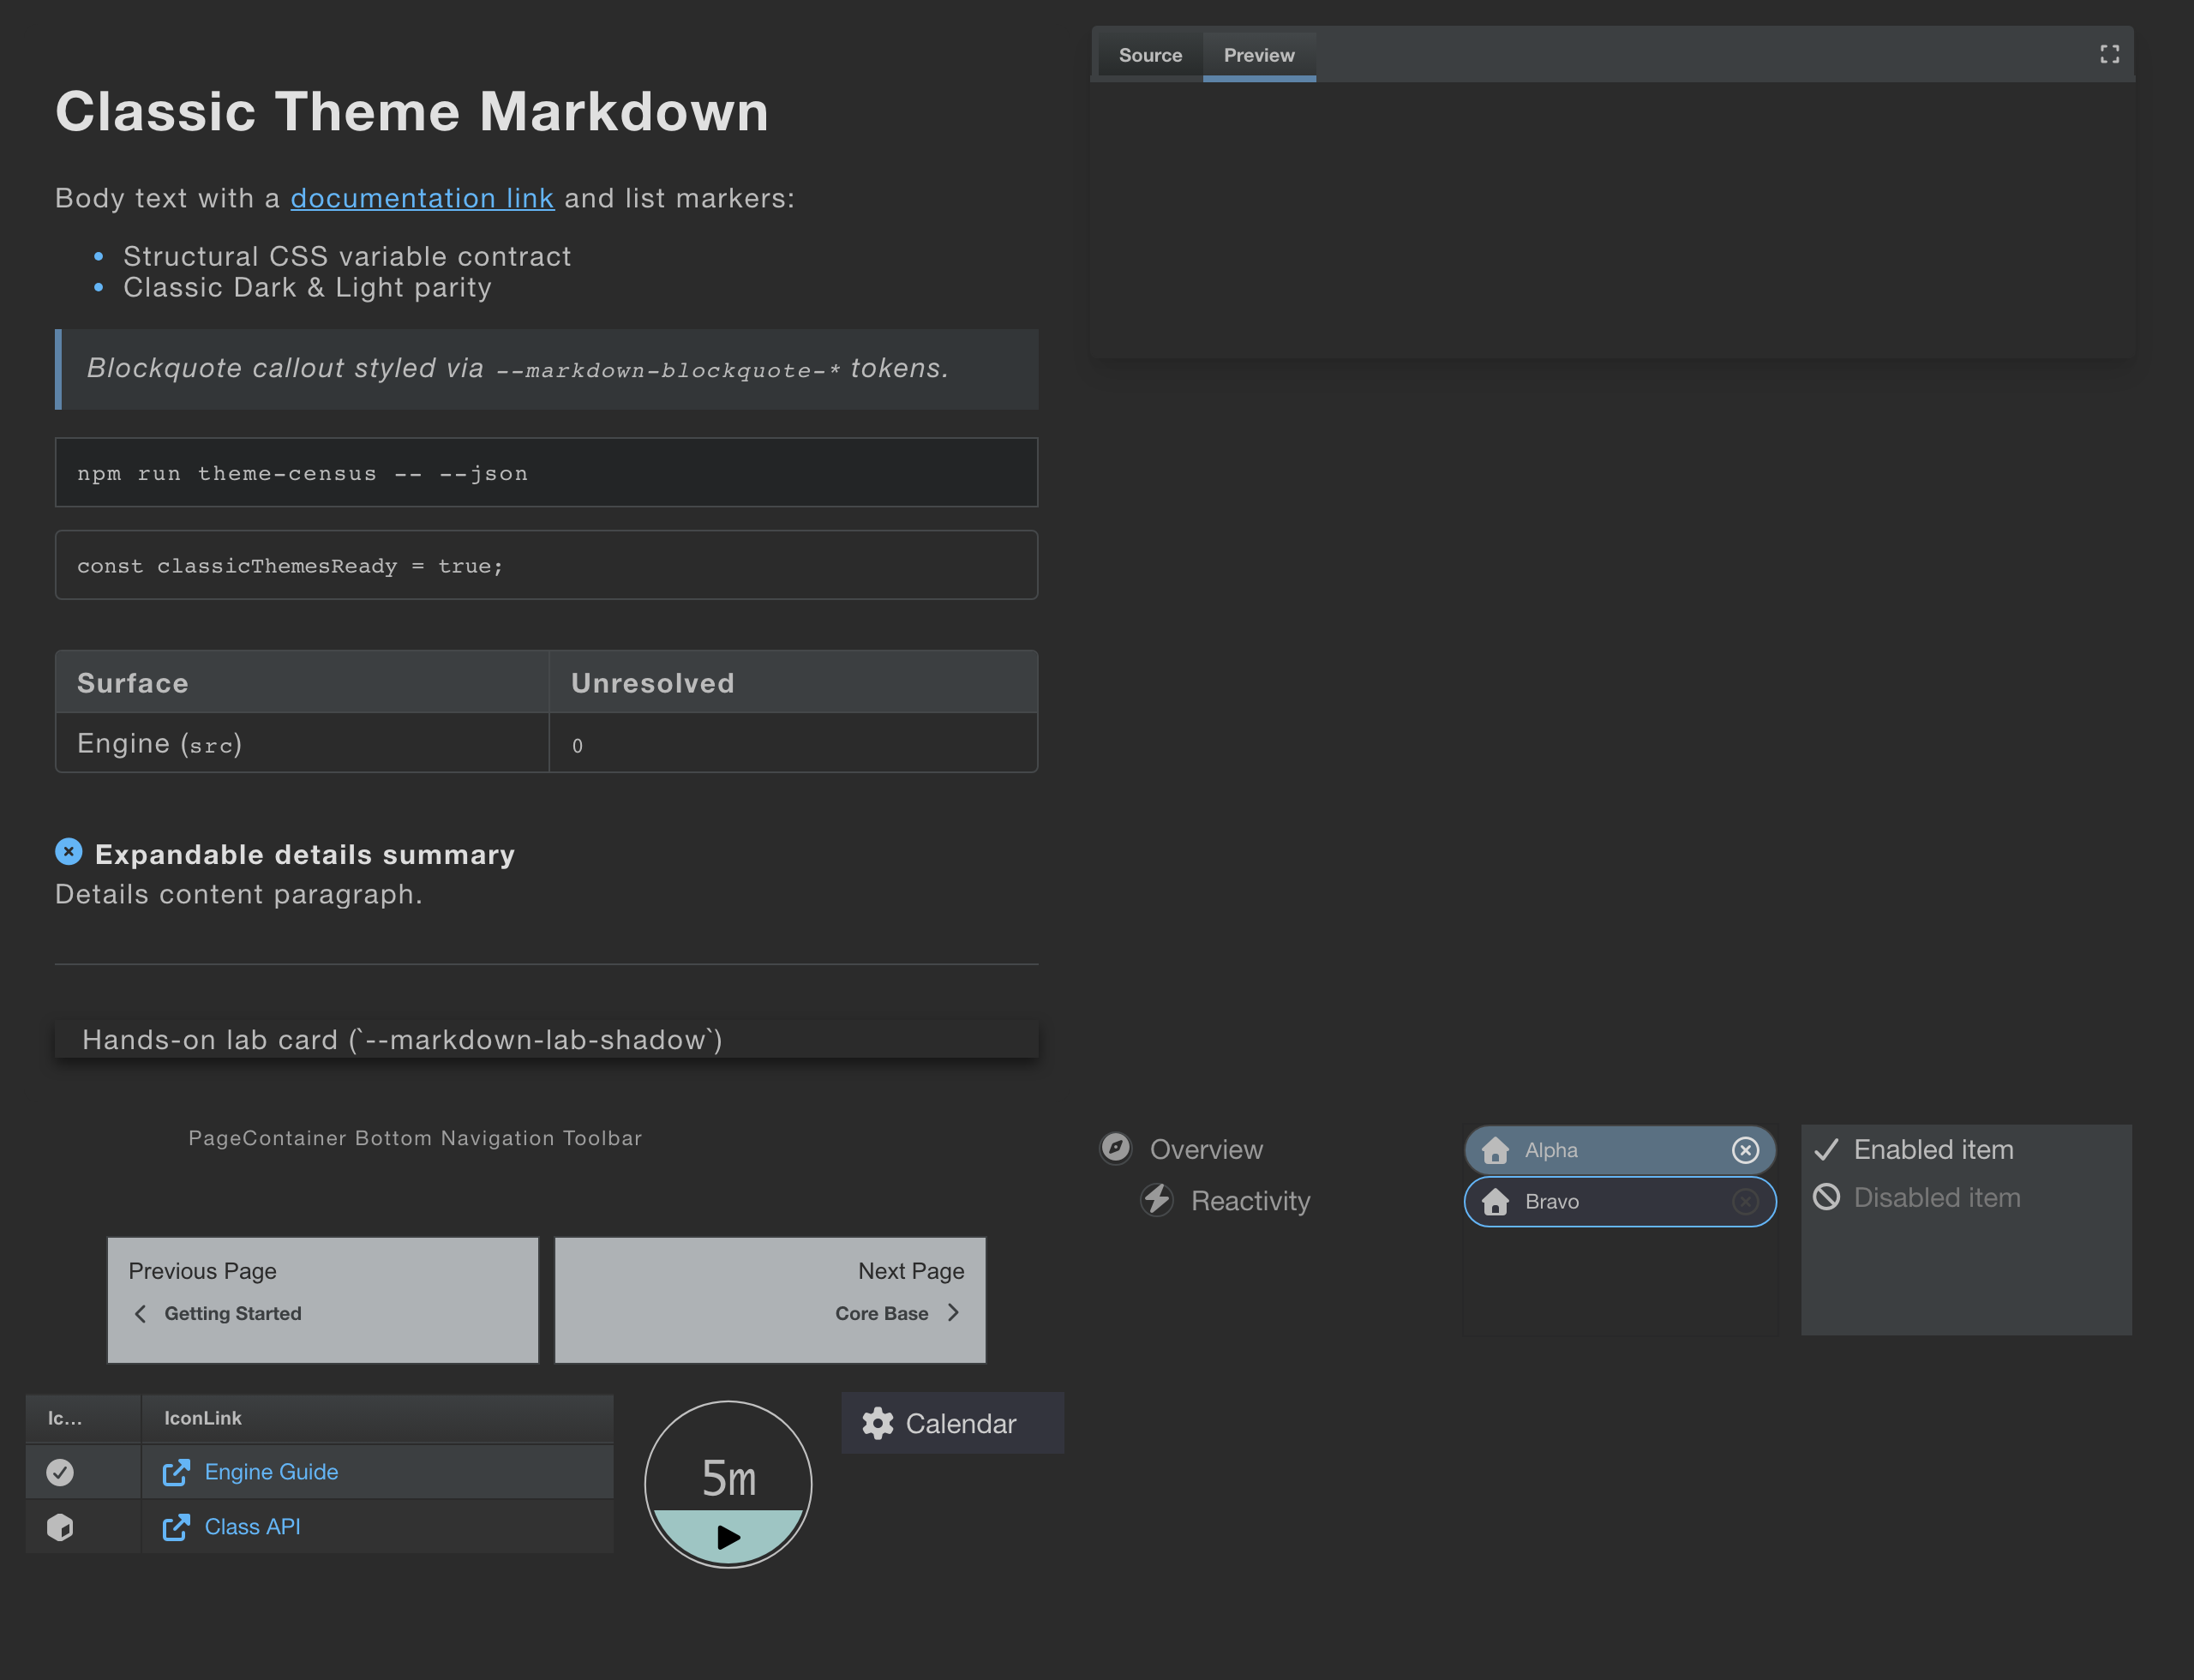 Classic Theme Markdown
Body text with a documentation link and list markers:
Structural CSS variable contract
Classic Dark & Light parity
Blockquote callout styled via --markdown-blockquote-* tokens.
npm run theme-census -- --json
const classicThemesReady = true;
Surface Unresolved
Engine (src) 0
Expandable details summary
Details content paragraph.
Hands-on lab card (`--markdown-lab-shadow`)
Source Preview
PageContainer Bottom Navigation Toolbar
Previous Page
Getting Started
Next Page
Core Base
Overview
Reactivity
Alpha
Bravo
Enabled item
Disabled item
Ic... IconLink
Engine Guide
Class API
5m
Calendar